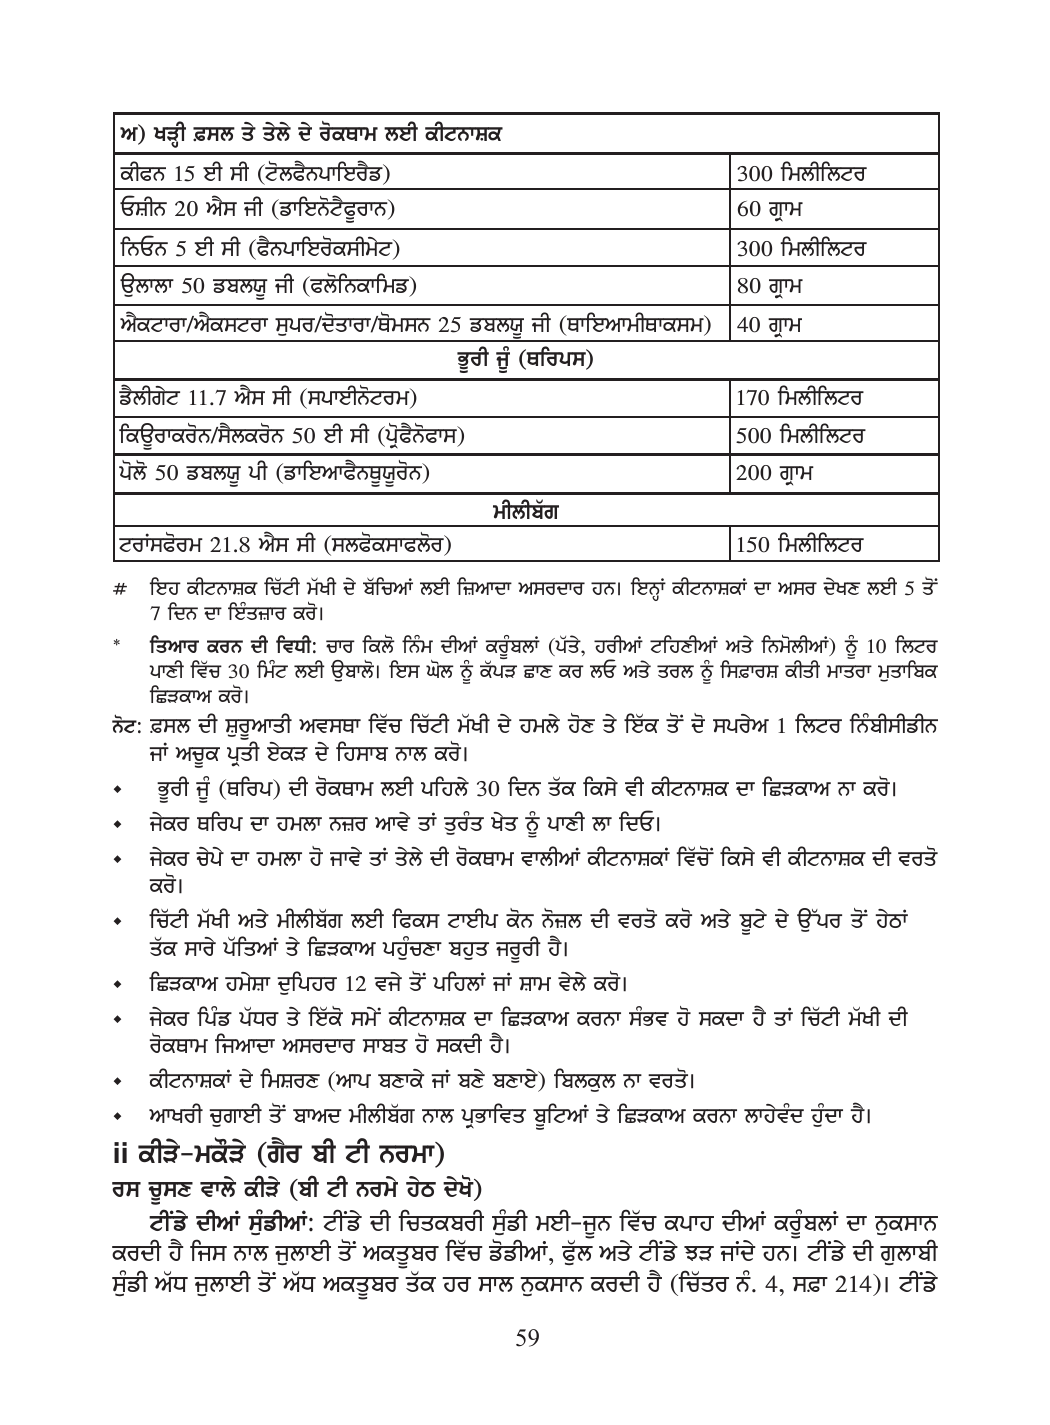 ਅ) ਖੜ੍ਹੀ ਫ਼ਸਲ ਤੇ ਤੇਲੇ ਦੇ ਰੋਕਥਾਮ ਲਈ ਕੀਟਨਾਸ਼ਕ
ਕੀਫਨ 15 ਈ ਸੀ (ਟੋਲਫੈਨਪਾਇਰੈਡ) 300 ਮਿਲੀਲਿਟਰ
ਓਸ਼ੀਨ 20 ਐਸ ਜੀ (ਡਾਇਨੋਟੈਫੂਰਾਨ) 60 ਗ੍ਰਾਮ
ਨਿਓਨ 5 ਈ ਸੀ (ਫੈਨਪਾਇਰੋਕਸੀਮੇਟ) 300 ਮਿਲੀਲਿਟਰ
ਉਲਾਲਾ 50 ਡਬਲਯੂ ਜੀ (ਫਲੋਨਿਕਾਮਿਡ) 80 ਗ੍ਰਾਮ
ਐਕਟਾਰਾ/ਐਕਸਟਰਾ ਸੁਪਰ/ਦੋਤਾਰਾ/ਥੋਮਸਨ 25 ਡਬਲਯੂ ਜੀ (ਥਾਇਆਮੀਥਾਕਸਮ) 40 ਗ੍ਰਾਮ
ਭੂਰੀ ਜੂੰ (ਥਰਿਪਸ)
ਡੈਲੀਗੇਟ 11.7 ਐਸ ਸੀ (ਸਪਾਈਨੋਟਰਮ) 170 ਮਿਲੀਲਿਟਰ
ਕਿਊਰਾਕਰੋਨ/ਸੈਲਕਰੋਨ 50 ਈ ਸੀ (ਪ੍ਰੋਫੈਨੋਫਾਸ) 500 ਮਿਲੀਲਿਟਰ
ਪੋਲੋ 50 ਡਬਲਯੂ ਪੀ (ਡਾਇਆਫੈਨਥੂਯੂਰੋਨ) 200 ਗ੍ਰਾਮ
ਮੀਲੀਬੱਗ
ਟਰਾਂਸਫੋਰਮ 21.8 ਐਸ ਸੀ (ਸਲਫੋਕਸਾਫਲੋਰ) 150 ਮਿਲੀਲਿਟਰ
# ਇਹ ਕੀਟਨਾਸ਼ਕ ਚਿੱਟੀ ਮੱਖੀ ਦੇ ਬੱਚਿਆਂ ਲਈ ਜ਼ਿਆਦਾ ਅਸਰਦਾਰ ਹਨ। ਇਨ੍ਹਾਂ ਕੀਟਨਾਸ਼ਕਾਂ ਦਾ ਅਸਰ ਦੇਖਣ ਲਈ 5 ਤੋਂ
7 ਦਿਨ ਦਾ ਇੰਤਜ਼ਾਰ ਕਰੋ।
* ਤਿਆਰ ਕਰਨ ਦੀ ਵਿਧੀ: ਚਾਰ ਕਿਲੋ ਨਿੰਮ ਦੀਆਂ ਕਰੂੰਬਲਾਂ (ਪੱਤੇ, ਹਰੀਆਂ ਟਹਿਣੀਆਂ ਅਤੇ ਨਿਮੋਲੀਆਂ) ਨੂੰ 10 ਲਿਟਰ
ਪਾਣੀ ਵਿੱਚ 30 ਮਿੰਟ ਲਈ ਉਬਾਲੋ। ਇਸ ਘੋਲ ਨੂੰ ਕੱਪੜ ਛਾਣ ਕਰ ਲਓ ਅਤੇ ਤਰਲ ਨੂੰ ਸਿਫ਼ਾਰਸ਼ ਕੀਤੀ ਮਾਤਰਾ ਮੁਤਾਬਿਕ
ਛਿੜਕਾਅ ਕਰੋ।
ਨੋਟ: ਫ਼ਸਲ ਦੀ ਸ਼ੁਰੂਆਤੀ ਅਵਸਥਾ ਵਿੱਚ ਚਿੱਟੀ ਮੱਖੀ ਦੇ ਹਮਲੇ ਹੋਣ ਤੇ ਇੱਕ ਤੋਂ ਦੋ ਸਪਰੇਅ 1 ਲਿਟਰ ਨਿੰਬੀਸੀਡੀਨ
ਜਾਂ ਅਚੂਕ ਪ੍ਰਤੀ ਏਕੜ ਦੇ ਹਿਸਾਬ ਨਾਲ ਕਰੋ।
⬩ ਭੂਰੀ ਜੂੰ (ਥਰਿਪ) ਦੀ ਰੋਕਥਾਮ ਲਈ ਪਹਿਲੇ 30 ਦਿਨ ਤੱਕ ਕਿਸੇ ਵੀ ਕੀਟਨਾਸ਼ਕ ਦਾ ਛਿੜਕਾਅ ਨਾ ਕਰੋ।
⬩ ਜੇਕਰ ਥਰਿਪ ਦਾ ਹਮਲਾ ਨਜ਼ਰ ਆਵੇ ਤਾਂ ਤੁਰੰਤ ਖੇਤ ਨੂੰ ਪਾਣੀ ਲਾ ਦਿਓ।
⬩ ਜੇਕਰ ਚੇਪੇ ਦਾ ਹਮਲਾ ਹੋ ਜਾਵੇ ਤਾਂ ਤੇਲੇ ਦੀ ਰੋਕਥਾਮ ਵਾਲੀਆਂ ਕੀਟਨਾਸ਼ਕਾਂ ਵਿੱਚੋਂ ਕਿਸੇ ਵੀ ਕੀਟਨਾਸ਼ਕ ਦੀ ਵਰਤੋ
ਕਰੋ।
⬩ ਚਿੱਟੀ ਮੱਖੀ ਅਤੇ ਮੀਲੀਬੱਗ ਲਈ ਫਿਕਸ ਟਾਈਪ ਕੋਨ ਨੋਜ਼ਲ ਦੀ ਵਰਤੋ ਕਰੋ ਅਤੇ ਬੂਟੇ ਦੇ ਉੱਪਰ ਤੋਂ ਹੇਠਾਂ
ਤੱਕ ਸਾਰੇ ਪੱਤਿਆਂ ਤੇ ਛਿੜਕਾਅ ਪਹੁੰਚਣਾ ਬਹੁਤ ਜਰੂਰੀ ਹੈ।
⬩ ਛਿੜਕਾਅ ਹਮੇਸ਼ਾ ਦੁਪਿਹਰ 12 ਵਜੇ ਤੋਂ ਪਹਿਲਾਂ ਜਾਂ ਸ਼ਾਮ ਵੇਲੇ ਕਰੋ।
⬩ ਜੇਕਰ ਪਿੰਡ ਪੱਧਰ ਤੇ ਇੱਕੋ ਸਮੇਂ ਕੀਟਨਾਸ਼ਕ ਦਾ ਛਿੜਕਾਅ ਕਰਨਾ ਸੰਭਵ ਹੋ ਸਕਦਾ ਹੈ ਤਾਂ ਚਿੱਟੀ ਮੱਖੀ ਦੀ
ਰੋਕਥਾਮ ਜਿਆਦਾ ਅਸਰਦਾਰ ਸਾਬਤ ਹੋ ਸਕਦੀ ਹੈ।
⬩ ਕੀਟਨਾਸ਼ਕਾਂ ਦੇ ਮਿਸ਼ਰਣ (ਆਪ ਬਣਾਕੇ ਜਾਂ ਬਣੇ ਬਣਾਏ) ਬਿਲਕੁਲ ਨਾ ਵਰਤੋ।
⬩ ਆਖਰੀ ਚੁਗਾਈ ਤੋਂ ਬਾਅਦ ਮੀਲੀਬੱਗ ਨਾਲ ਪ੍ਰਭਾਵਿਤ ਬੂਟਿਆਂ ਤੇ ਛਿੜਕਾਅ ਕਰਨਾ ਲਾਹੇਵੰਦ ਹੁੰਦਾ ਹੈ।
ii ਕੀੜੇ-ਮਕੌੜੇ (ਗੈਰ ਬੀ ਟੀ ਨਰਮਾ)
ਰਸ ਚੂਸਣ ਵਾਲੇ ਕੀੜੇ (ਬੀ ਟੀ ਨਰਮੇ ਹੇਠ ਦੇਖੋ)
ਟੀਂਡੇ ਦੀਆਂ ਸੁੰਡੀਆਂ: ਟੀਂਡੇ ਦੀ ਚਿਤਕਬਰੀ ਸੁੰਡੀ ਮਈ-ਜੂਨ ਵਿੱਚ ਕਪਾਹ ਦੀਆਂ ਕਰੂੰਬਲਾਂ ਦਾ ਨੁਕਸਾਨ
ਕਰਦੀ ਹੈ ਜਿਸ ਨਾਲ ਜੁਲਾਈ ਤੋਂ ਅਕਤੂਬਰ ਵਿੱਚ ਡੋਡੀਆਂ, ਫੁੱਲ ਅਤੇ ਟੀਂਡੇ ਝੜ ਜਾਂਦੇ ਹਨ। ਟੀਂਡੇ ਦੀ ਗੁਲਾਬੀ
ਸੁੰਡੀ ਅੱਧ ਜੁਲਾਈ ਤੋਂ ਅੱਧ ਅਕਤੂਬਰ ਤੱਕ ਹਰ ਸਾਲ ਨੁਕਸਾਨ ਕਰਦੀ ਹੈ (ਚਿੱਤਰ ਨੰ. 4, ਸਫ਼ਾ 214)। ਟੀਂਡੇ
59